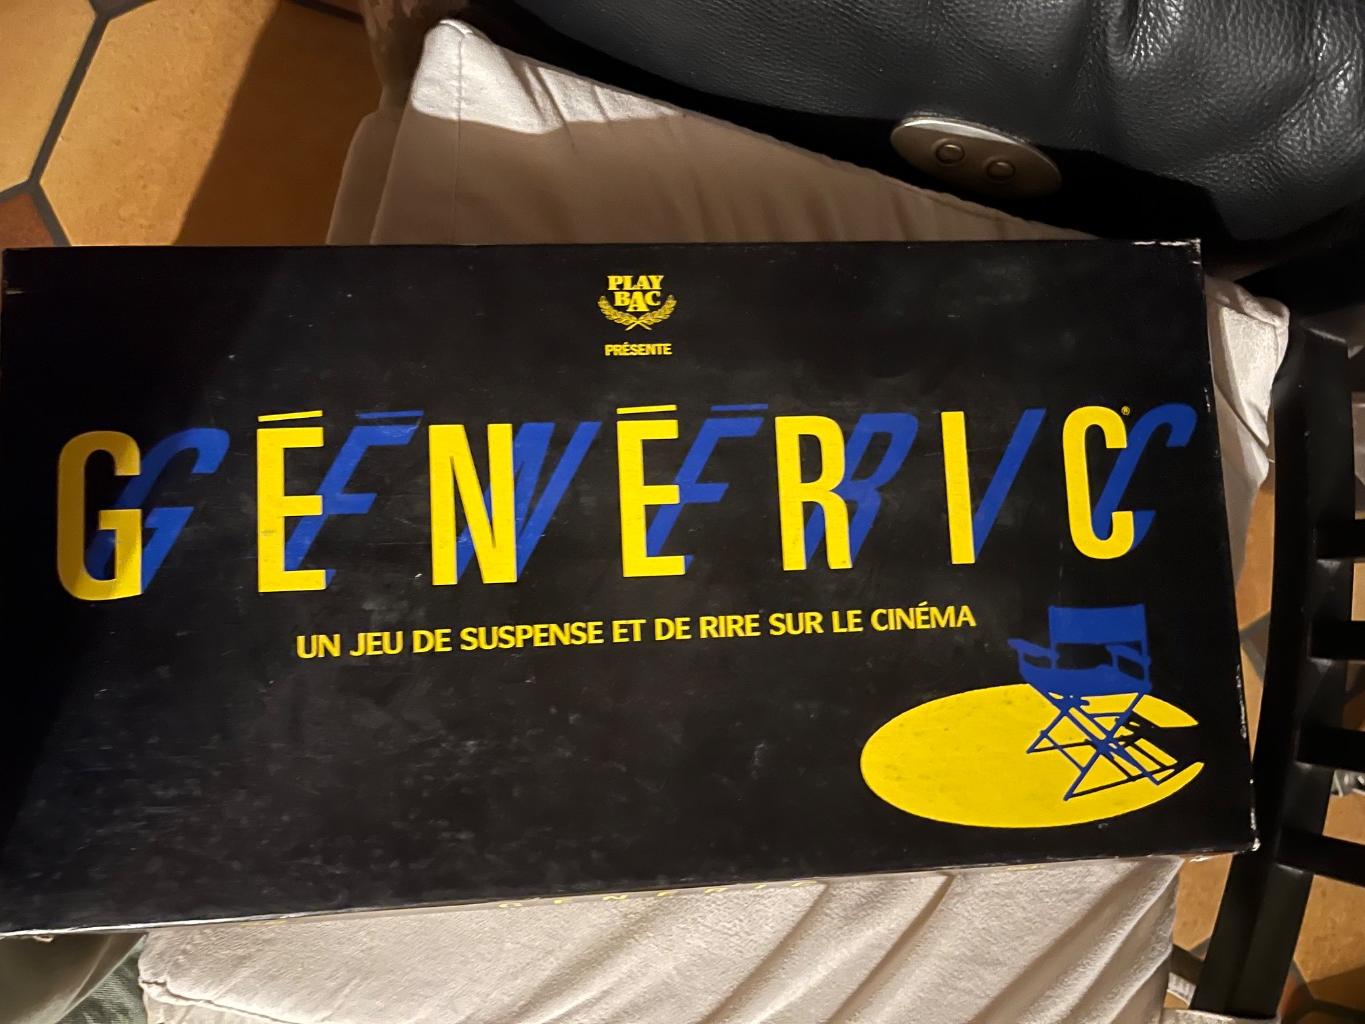 PLAY
BAC
PRÉSENTE
GÉNÉRIC®
UN JEU DE SUSPENSE ET DE RIRE SUR LE CINÉMA